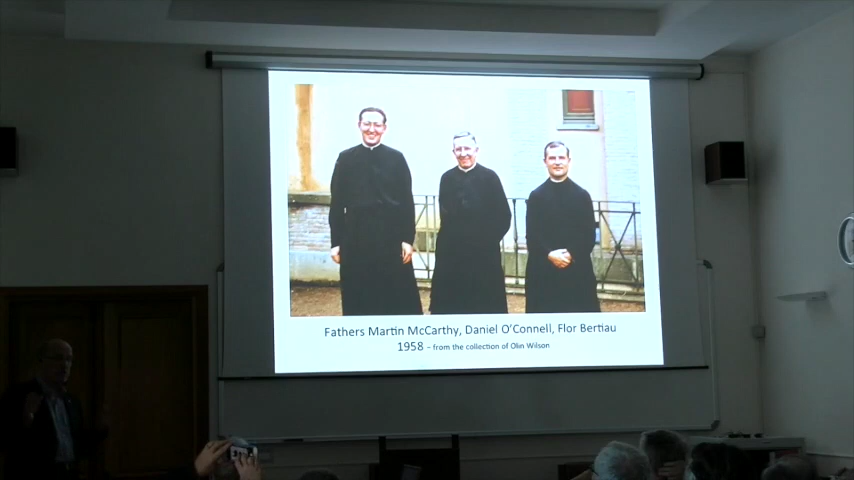 Fathers Martin McCarthy, Daniel O'Connell, Flor Bertiau
1958 – from the collection of Olin Wilson